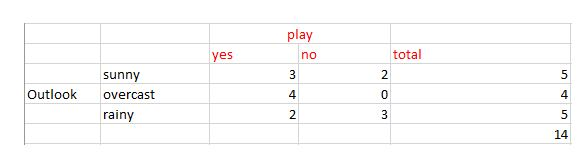 play
yes no total
sunny 3 2 5
Outlook overcast 4 0 4
rainy 2 3 5
14